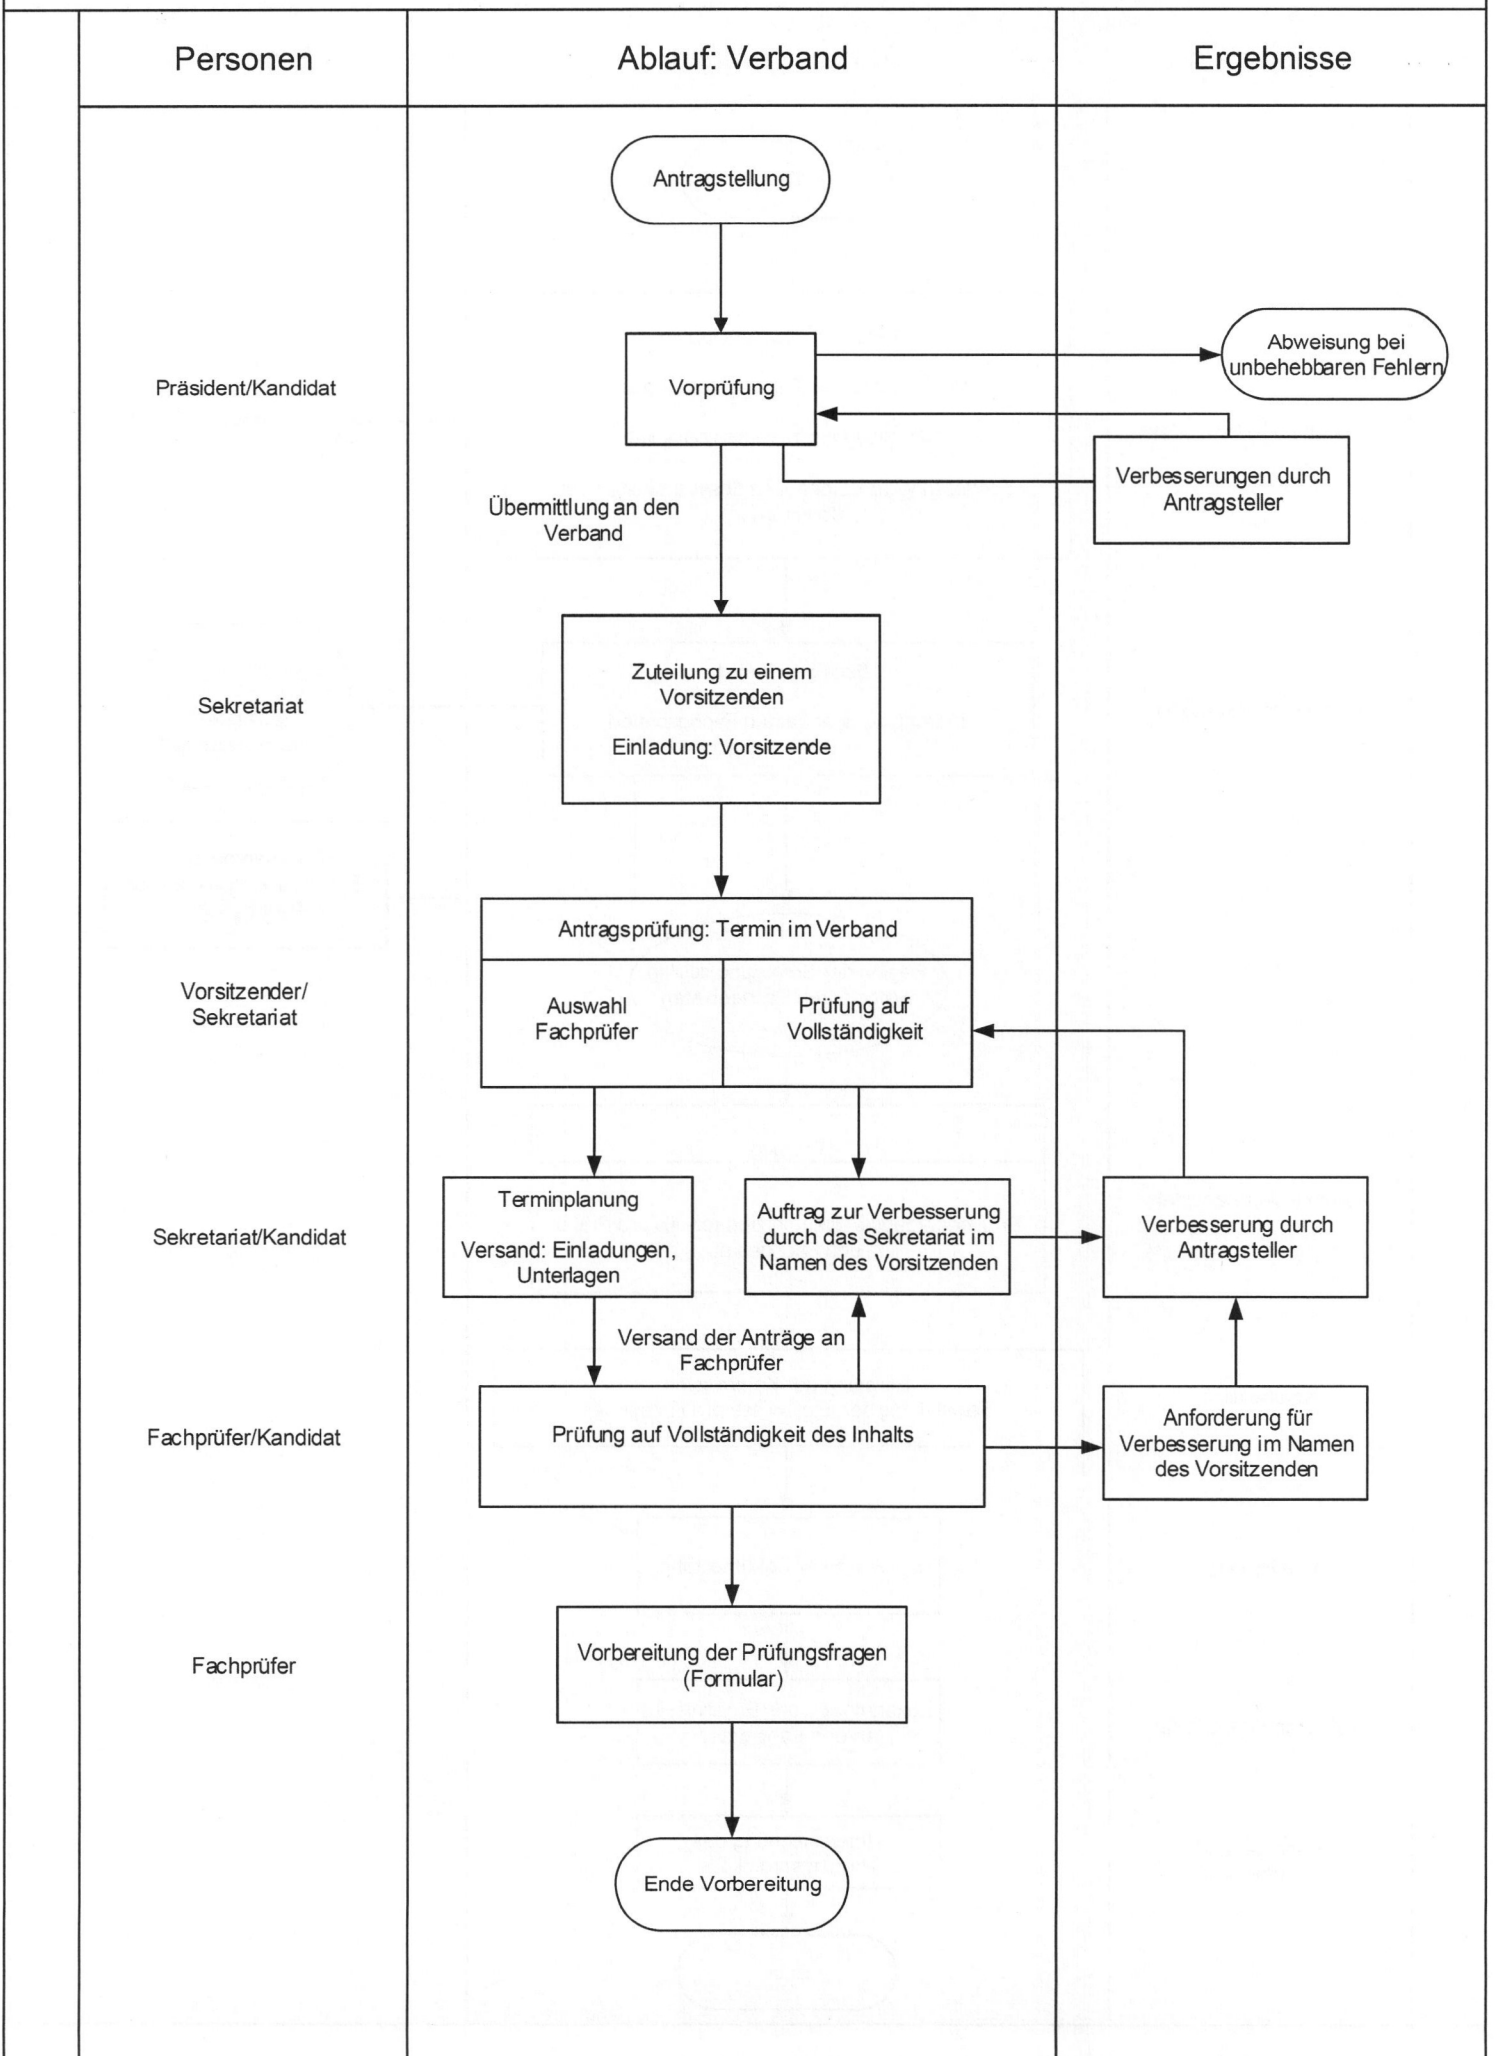 Personen
Ablauf: Verband
Ergebnisse
Antragstellung
Präsident/Kandidat
Vorprüfung
Abweisung bei
unbehebbaren Fehlern
Verbesserungen durch
Antragsteller
Übermittlung an den
Verband
Sekretariat
Zuteilung zu einem
Vorsitzenden
Einladung: Vorsitzende
Antragsprüfung: Termin im Verband
Vorsitzender/
Sekretariat
Auswahl
Fachprüfer
Prüfung auf
Vollständigkeit
Sekretariat/Kandidat
Terminplanung
Versand: Einladungen,
Unterlagen
Auftrag zur Verbesserung
durch das Sekretariat im
Namen des Vorsitzenden
Verbesserung durch
Antragsteller
Versand der Anträge an
Fachprüfer
Fachprüfer/Kandidat
Prüfung auf Vollständigkeit des Inhalts
Anforderung für
Verbesserung im Namen
des Vorsitzenden
Fachprüfer
Vorbereitung der Prüfungsfragen
(Formular)
Ende Vorbereitung